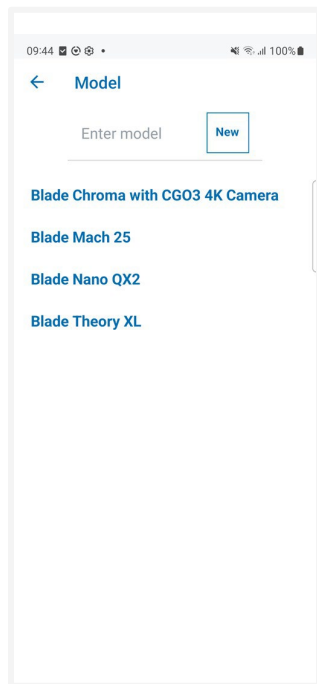 09:44 100%
Model
Enter model New
Blade Chroma with CGO3 4K Camera
Blade Mach 25
Blade Nano QX2
Blade Theory XL